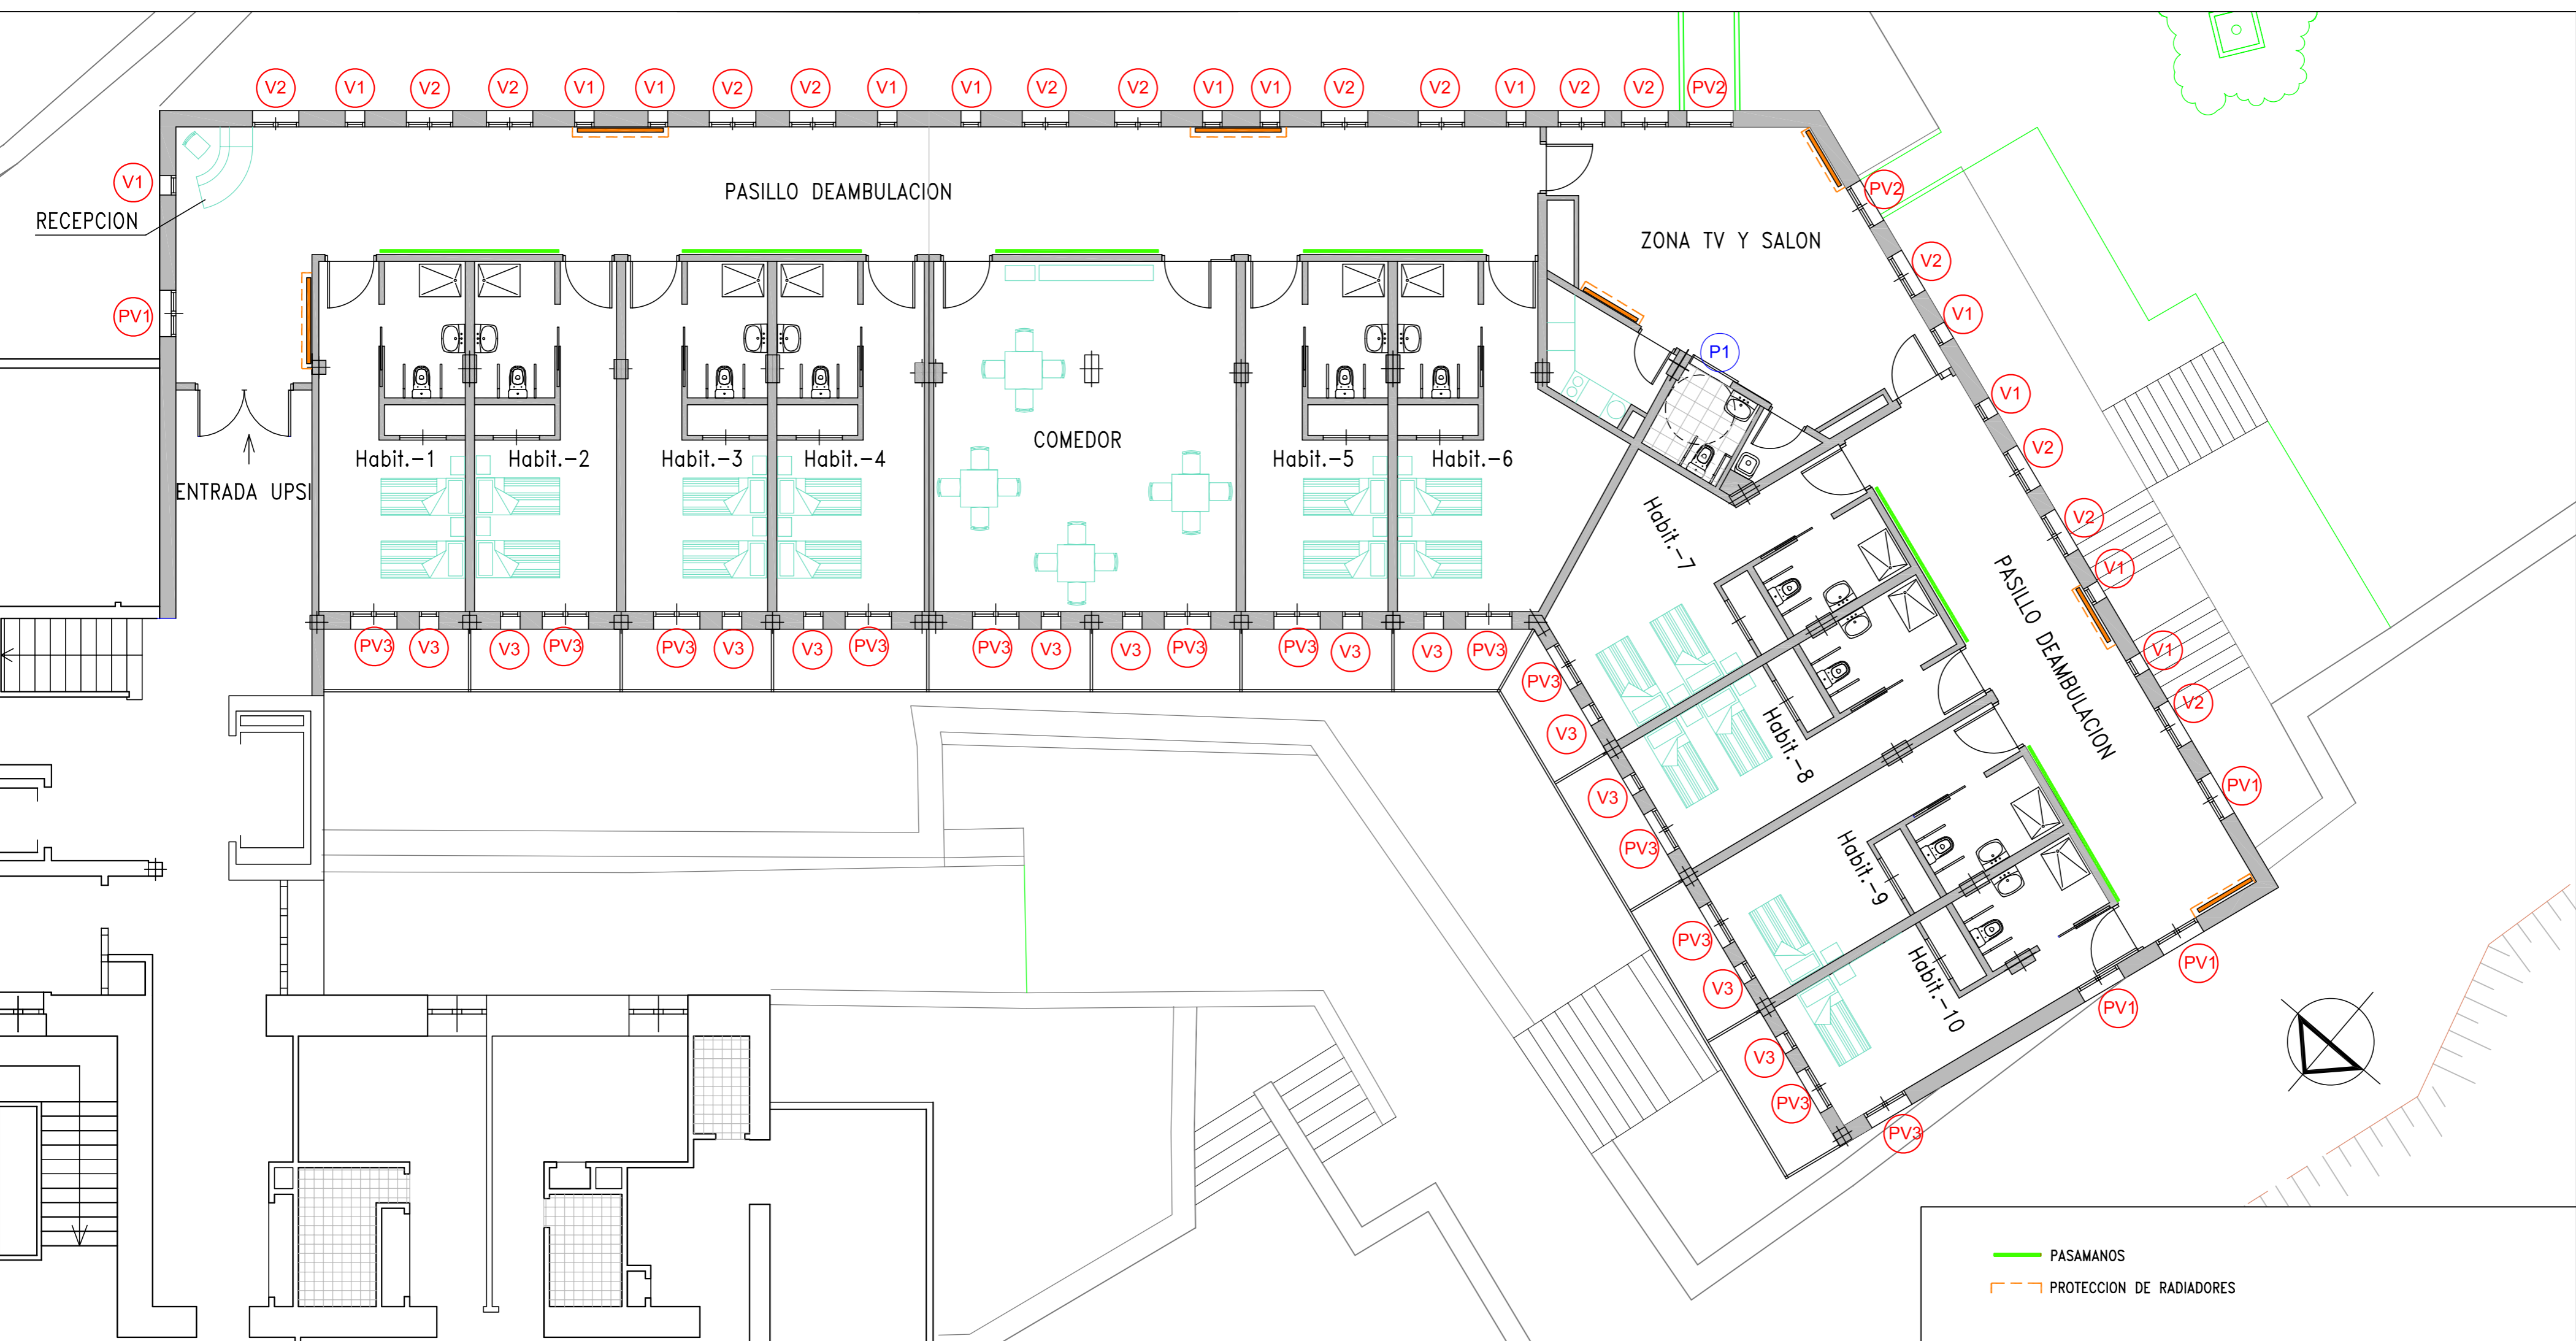 V2 V1 V2 V2 V1 V1 V2 V2 V1 V1 V2 V2 V1 V1 V2 V2 V1 V2 V2 PV2
V1
PV2
PASILLO DEAMBULACION
RECEPCION
ZONA TV Y SALON
V2
PV1
V1
P1
V1
COMEDOR
V2
Habit.-1 Habit.-2 Habit.-3 Habit.-4 Habit.-5 Habit.-6
ENTRADA UPSI
V2
Habit.-7
V1
PASILLO DEAMBULACION
PV3 V3 V3 PV3 PV3 V3 V3 PV3 PV3 V3 V3 PV3 PV3 V3 V3 PV3
V1
PV3
V2
V3
Habit.-8
PV1
V3
PV3
Habit.-9
PV3
PV1
V3
Habit.-10
PV1
V3
PV3
PV3
PASAMANOS
PROTECCION DE RADIADORES